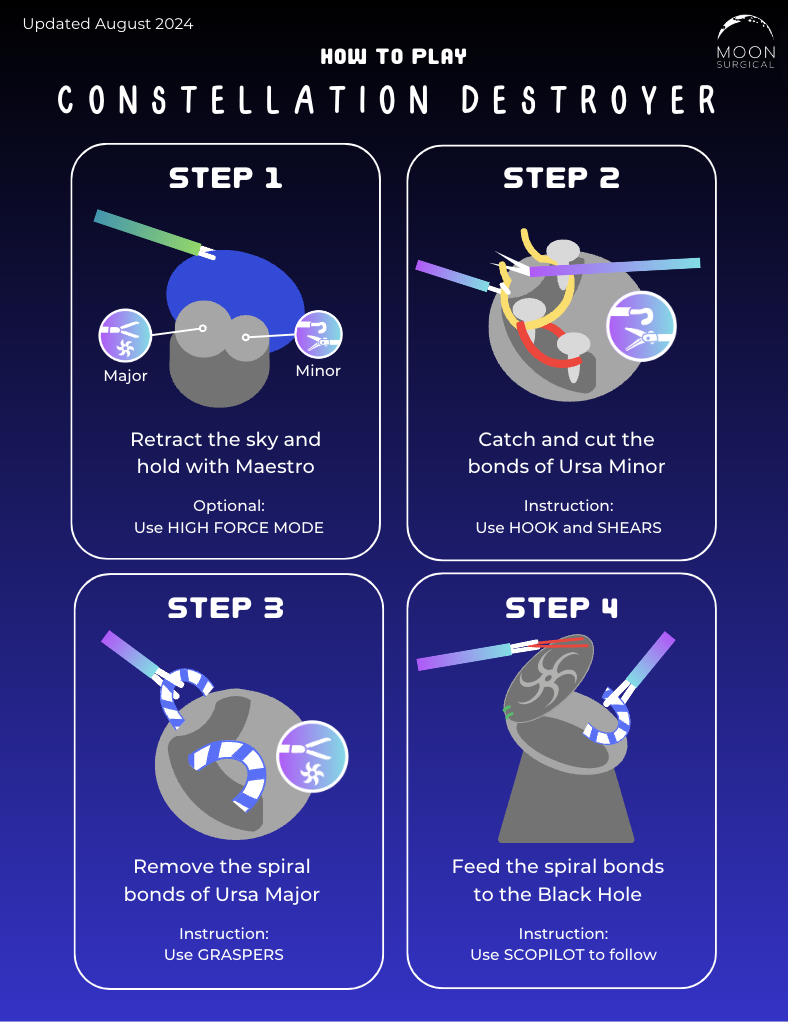 Updated August 2024
MOON
SURGICAL
HOW TO PLAY
CONSTELLATION DESTROYER
STEP 1
Major
Minor
Retract the sky and
hold with Maestro
Optional:
Use HIGH FORCE MODE
STEP 2
Catch and cut the
bonds of Ursa Minor
Instruction:
Use HOOK and SHEARS
STEP 3
Remove the spiral
bonds of Ursa Major
Instruction:
Use GRASPERS
STEP 4
Feed the spiral bonds
to the Black Hole
Instruction:
Use SCOPILOT to follow